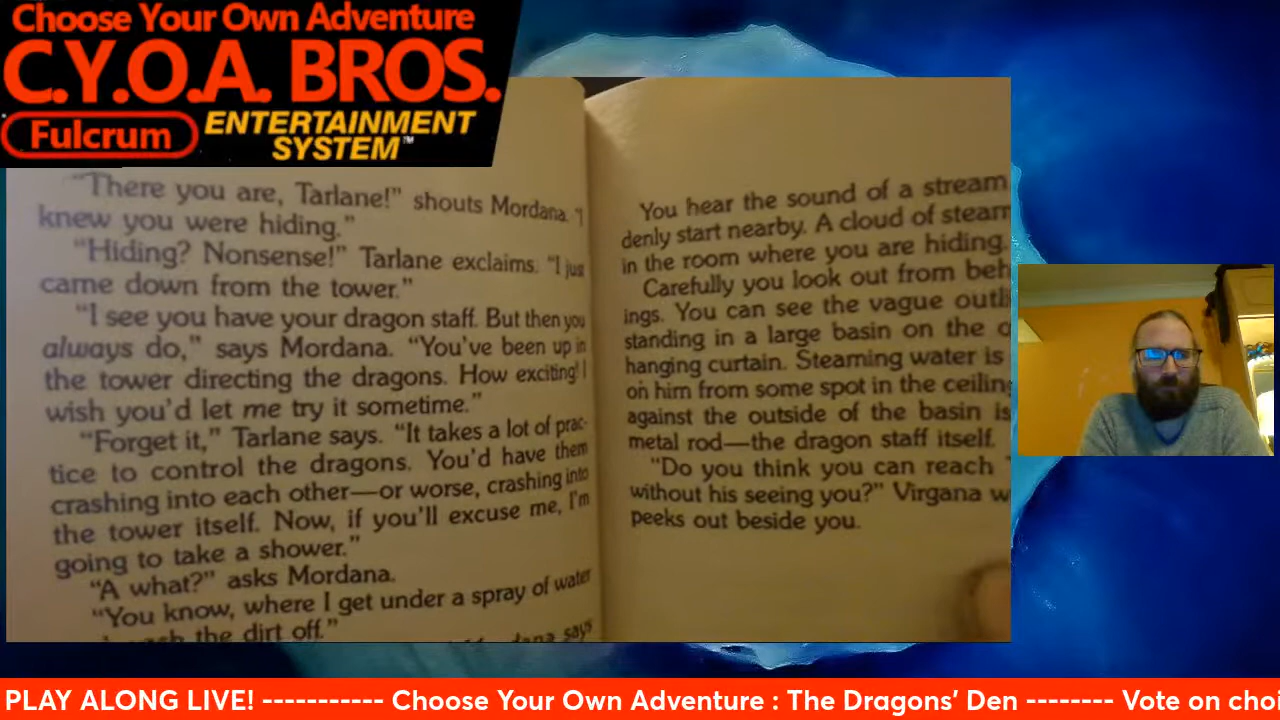 Choose Your Own Adventure
C.Y.O.A. BROS.
Fulcrum
ENTERTAINMENT
SYSTEM™
"There you are, Tarlane!" shouts Mordana. "I
knew you were hiding."
"Hiding? Nonsense!" Tarlane exclaims. "I just
came down from the tower."
"I see you have your dragon staff. But then you
always do," says Mordana. "You've been up in
the tower directing the dragons. How exciting! I
wish you'd let me try it sometime."
"Forget it," Tarlane says. "It takes a lot of prac-
tice to control the dragons. You'd have them
crashing into each other—or worse, crashing into
the tower itself. Now, if you'll excuse me, I'm
going to take a shower."
"A what?" asks Mordana.
"You know, where I get under a spray of water
the dirt off."
says
You hear the sound of a stream
denly start nearby. A cloud of steam
in the room where you are hiding.
Carefully you look out from beh
ings. You can see the vague outli
standing in a large basin on the o
hanging curtain. Steaming water is
on him from some spot in the ceiling
against the outside of the basin is
metal rod—the dragon staff itself.
"Do you think you can reach
without his seeing you?" Virgana w
peeks out beside you.
PLAY ALONG LIVE! ----------- Choose Your Own Adventure : The Dragons' Den -------- Vote on choi